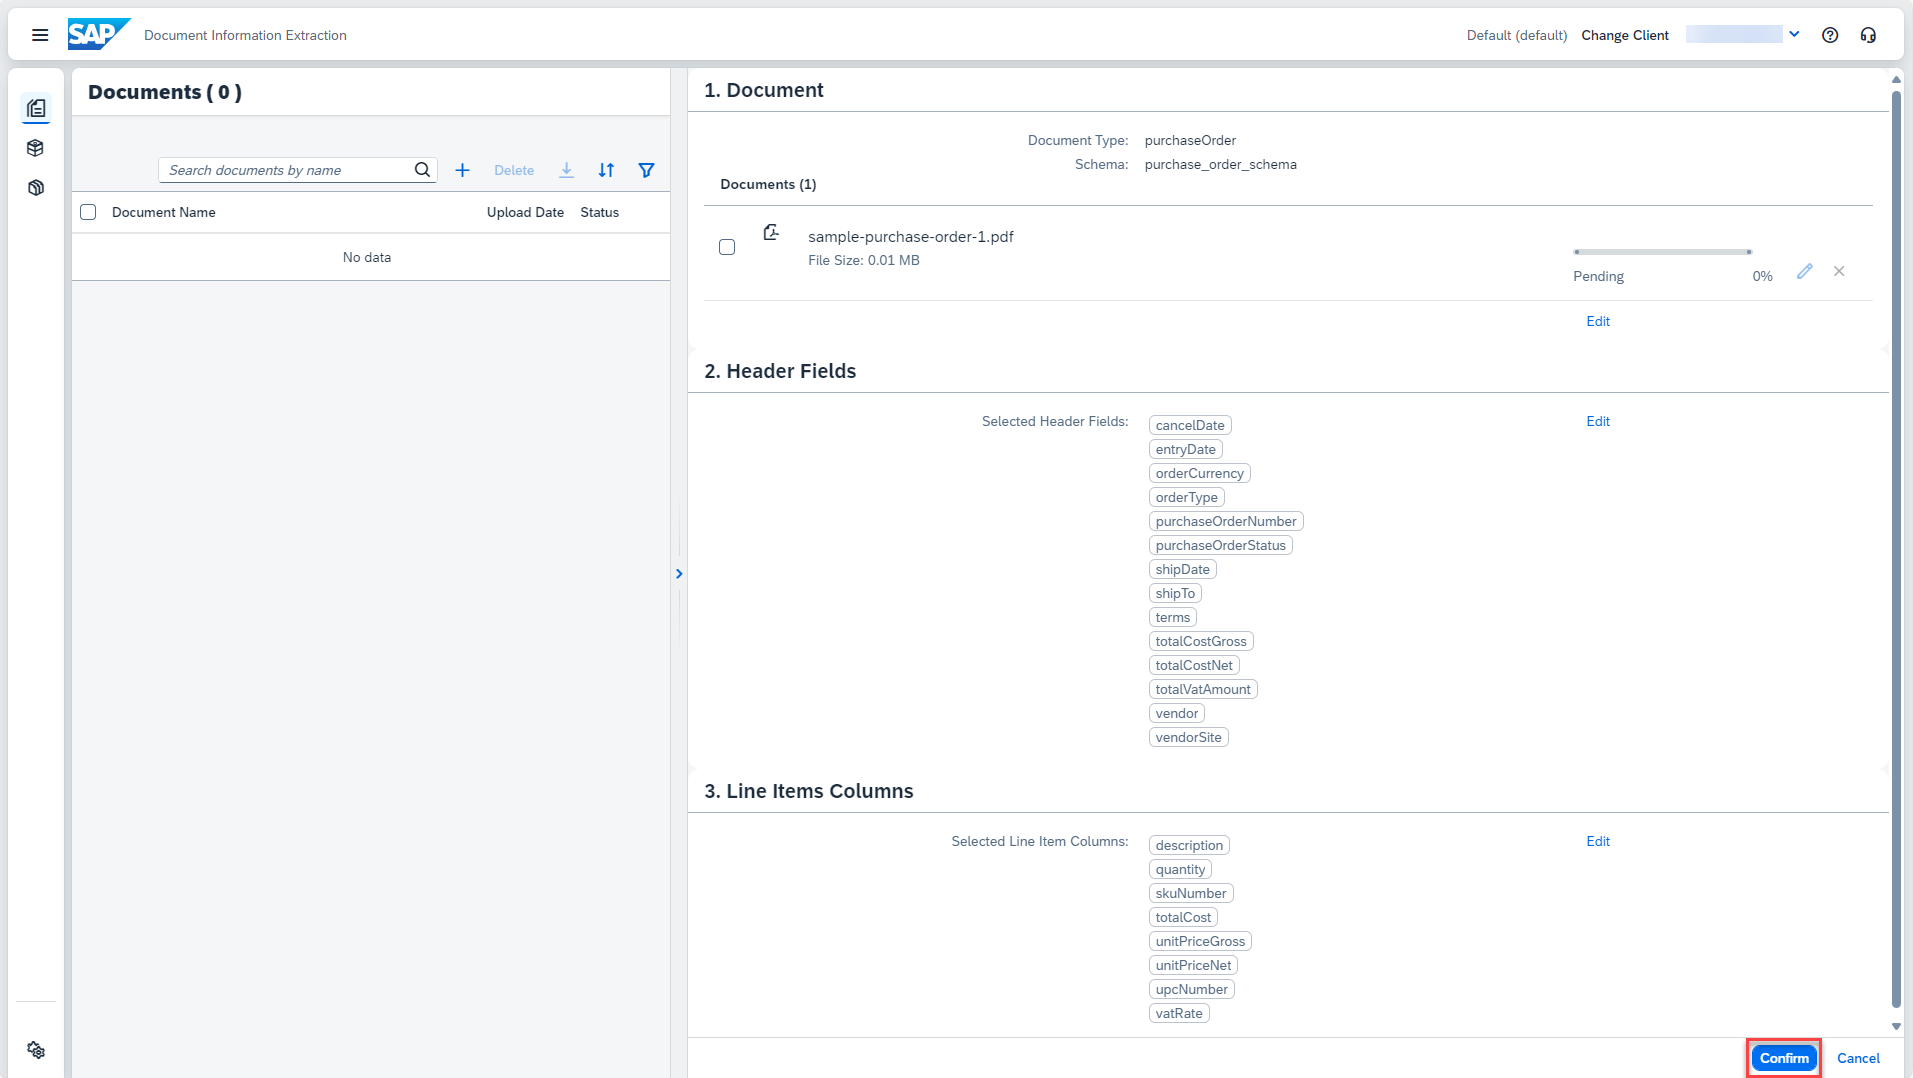 SAP Document Information Extraction Default (default) Change Client
Documents ( 0 )
Search documents by name Delete
Document Name Upload Date Status
No data
1. Document
Document Type: purchaseOrder
Schema: purchase_order_schema
Documents (1)
sample-purchase-order-1.pdf
File Size: 0.01 MB
Pending 0%
Edit
2. Header Fields
Selected Header Fields: cancelDate Edit
entryDate
orderCurrency
orderType
purchaseOrderNumber
purchaseOrderStatus
shipDate
shipTo
terms
totalCostGross
totalCostNet
totalVatAmount
vendor
vendorSite
3. Line Items Columns
Selected Line Item Columns: description Edit
quantity
skuNumber
totalCost
unitPriceGross
unitPriceNet
upcNumber
vatRate
Confirm Cancel